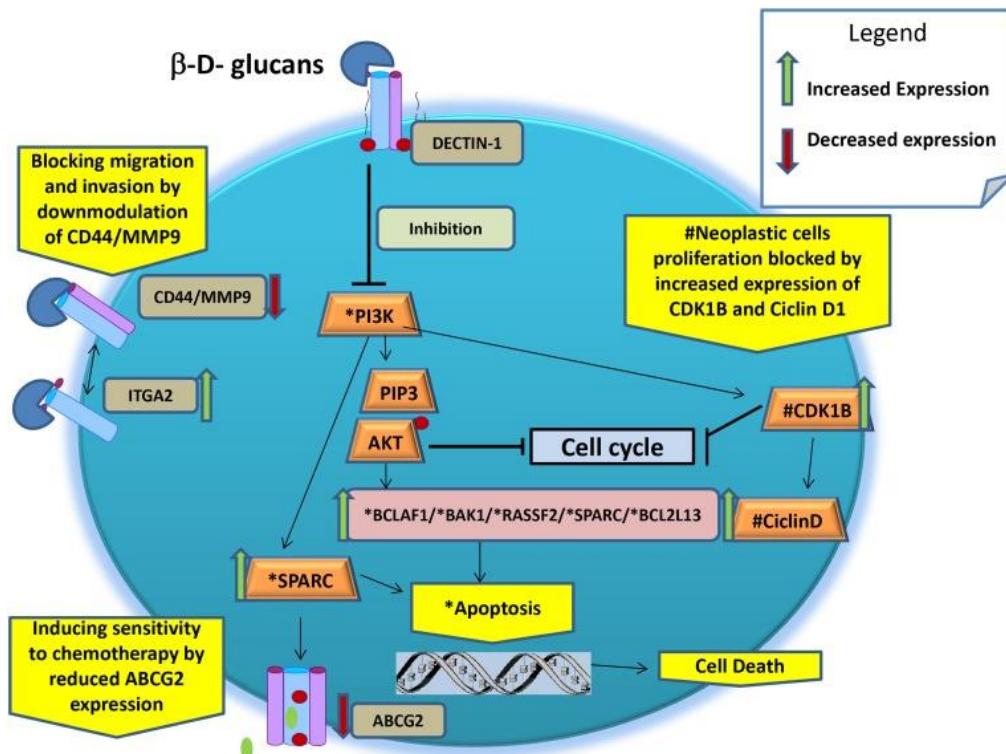 β-D- glucans
DECTIN-1
Legend
Increased Expression
Decreased expression
Blocking migration
and invasion by
downmodulation
of CD44/MMP9
Inhibition
#Neoplastic cells
proliferation blocked by
increased expression of
CDK1B and Ciclin D1
CD44/MMP9
*PI3K
ITGA2
PIP3
#CDK1B
AKT
Cell cycle
*BCLAF1/*BAK1/*RASSF2/*SPARC/*BCL2L13
#CiclinD
*SPARC
*Apoptosis
Inducing sensitivity
to chemotherapy by
reduced ABCG2
expression
Cell Death
ABCG2